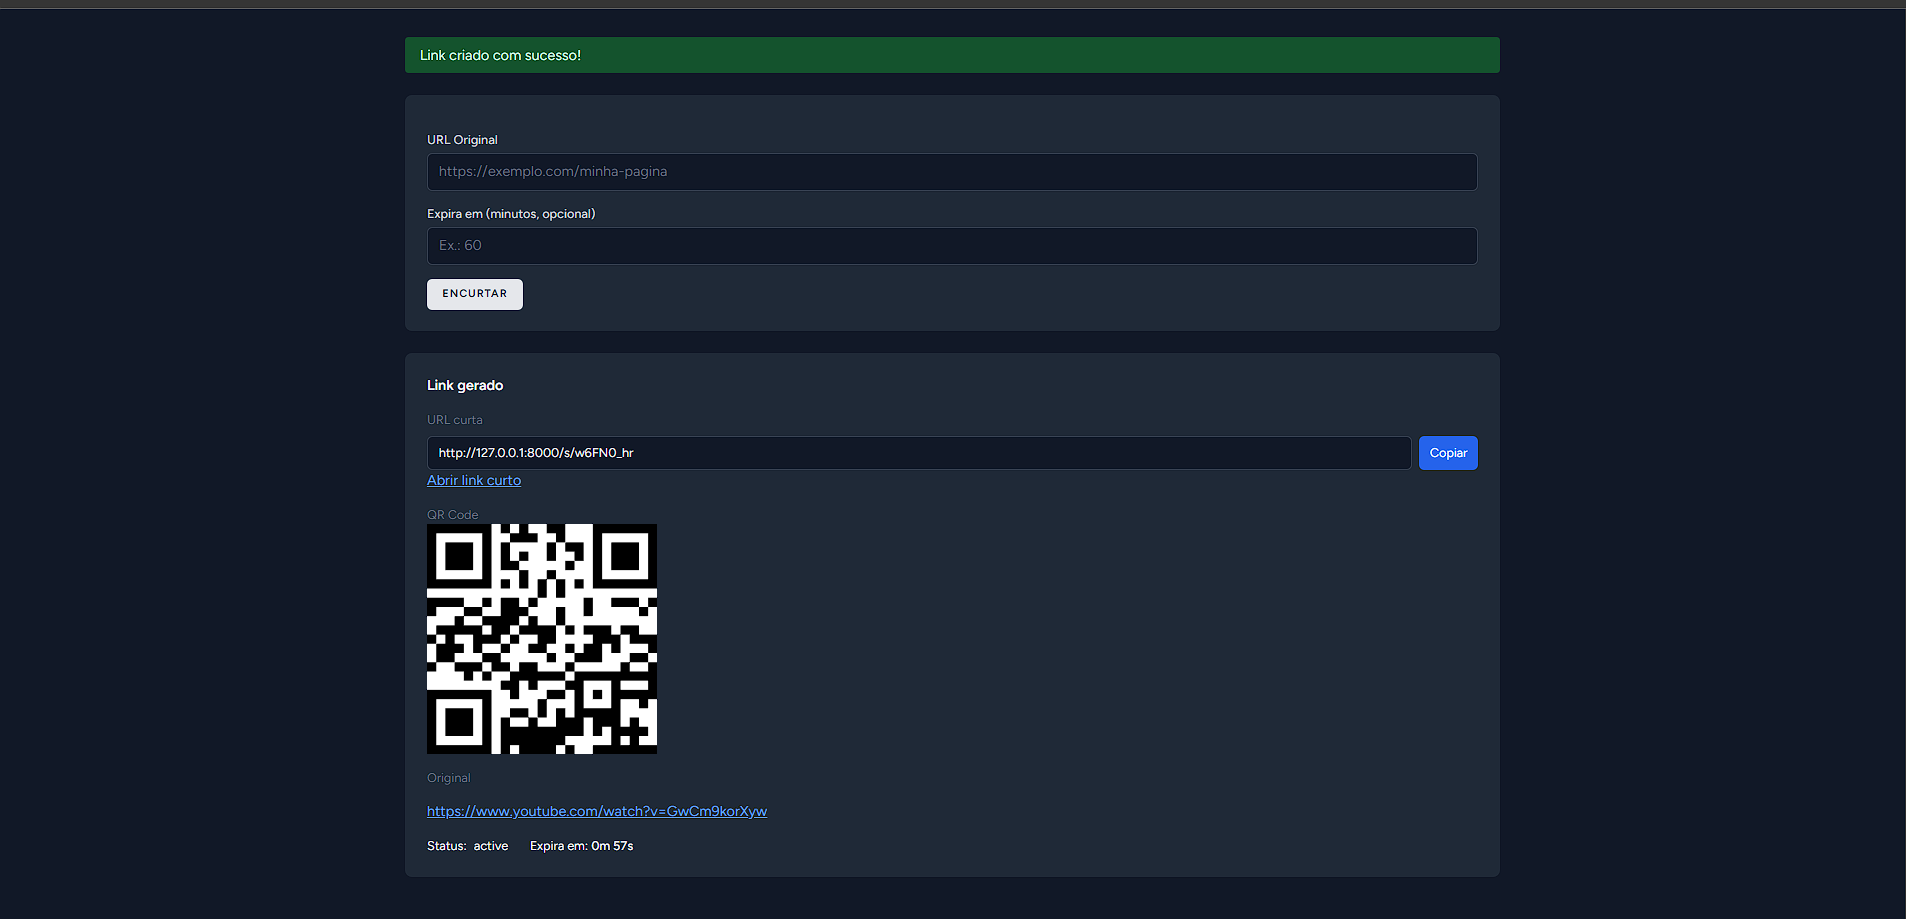 Link criado com sucesso!
URL Original
https://exemplo.com/minha-pagina
Expira em (minutos, opcional)
Ex.: 60
ENCURTAR
Link gerado
URL curta
http://127.0.0.1:8000/s/w6FN0_hr
Copiar
Abrir link curto
QR Code
Original
https://www.youtube.com/watch?v=GwCm9korXyw
Status: active Expira em: 0m 57s